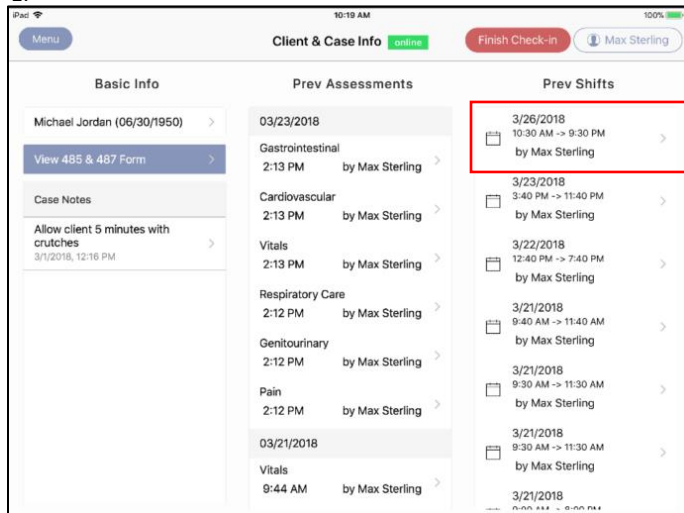 iPad 10:19 AM 100%
Menu Client & Case Info online Finish Check-in Max Sterling
Basic Info
Michael Jordan (06/30/1950)
View 485 & 487 Form
Case Notes
Allow client 5 minutes with
crutches
3/1/2018, 12:16 PM
Prev Assessments
03/23/2018
Gastrointestinal
2:13 PM by Max Sterling
Cardiovascular
2:13 PM by Max Sterling
Vitals
2:13 PM by Max Sterling
Respiratory Care
2:12 PM by Max Sterling
Genitourinary
2:12 PM by Max Sterling
Pain
2:12 PM by Max Sterling
03/21/2018
Vitals
9:44 AM by Max Sterling
Prev Shifts
3/26/2018
10:30 AM -> 9:30 PM
by Max Sterling
3/23/2018
3:40 PM -> 11:40 PM
by Max Sterling
3/22/2018
12:40 PM -> 7:40 PM
by Max Sterling
3/21/2018
9:40 AM -> 11:40 AM
by Max Sterling
3/21/2018
9:30 AM -> 11:30 AM
by Max Sterling
3/21/2018
9:30 AM -> 11:30 AM
by Max Sterling
3/21/2018